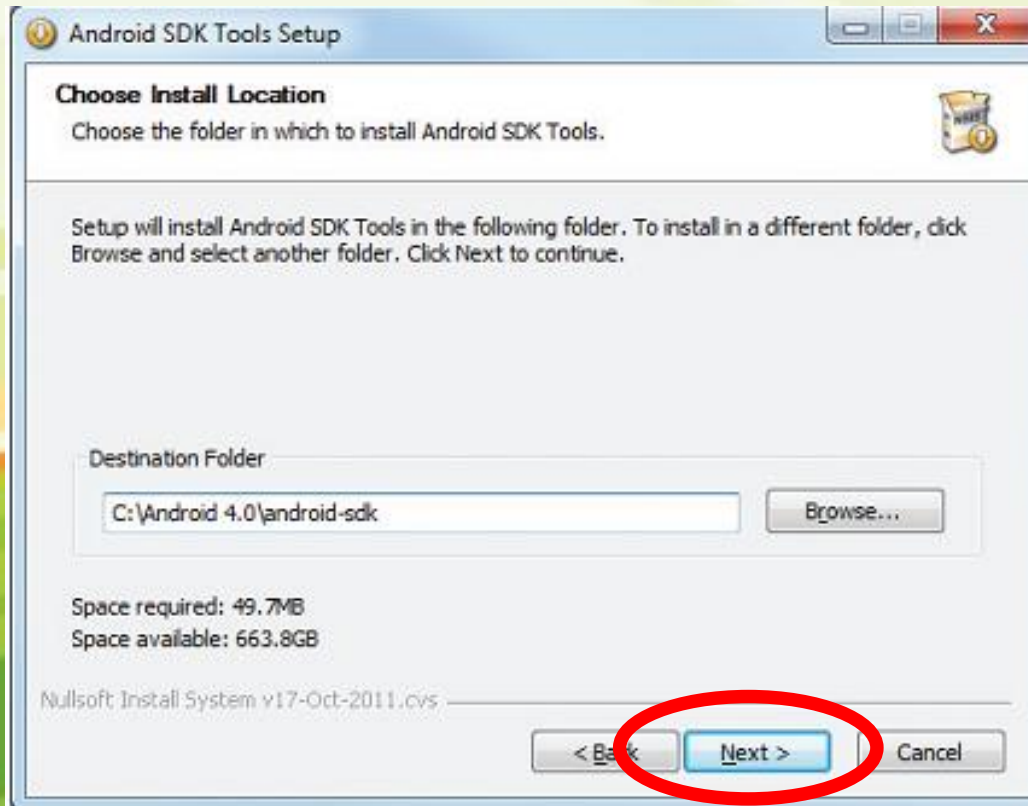 Android SDK Tools Setup
Choose Install Location
Choose the folder in which to install Android SDK Tools.
Setup will install Android SDK Tools in the following folder. To install in a different folder, click
Browse and select another folder. Click Next to continue.
Destination Folder
C:\Android 4.0\android-sdk
Browse...
Space required: 49.7MB
Space available: 663.8GB
Nullsoft Install System v17-Oct-2011.cvs
< Back
Next >
Cancel